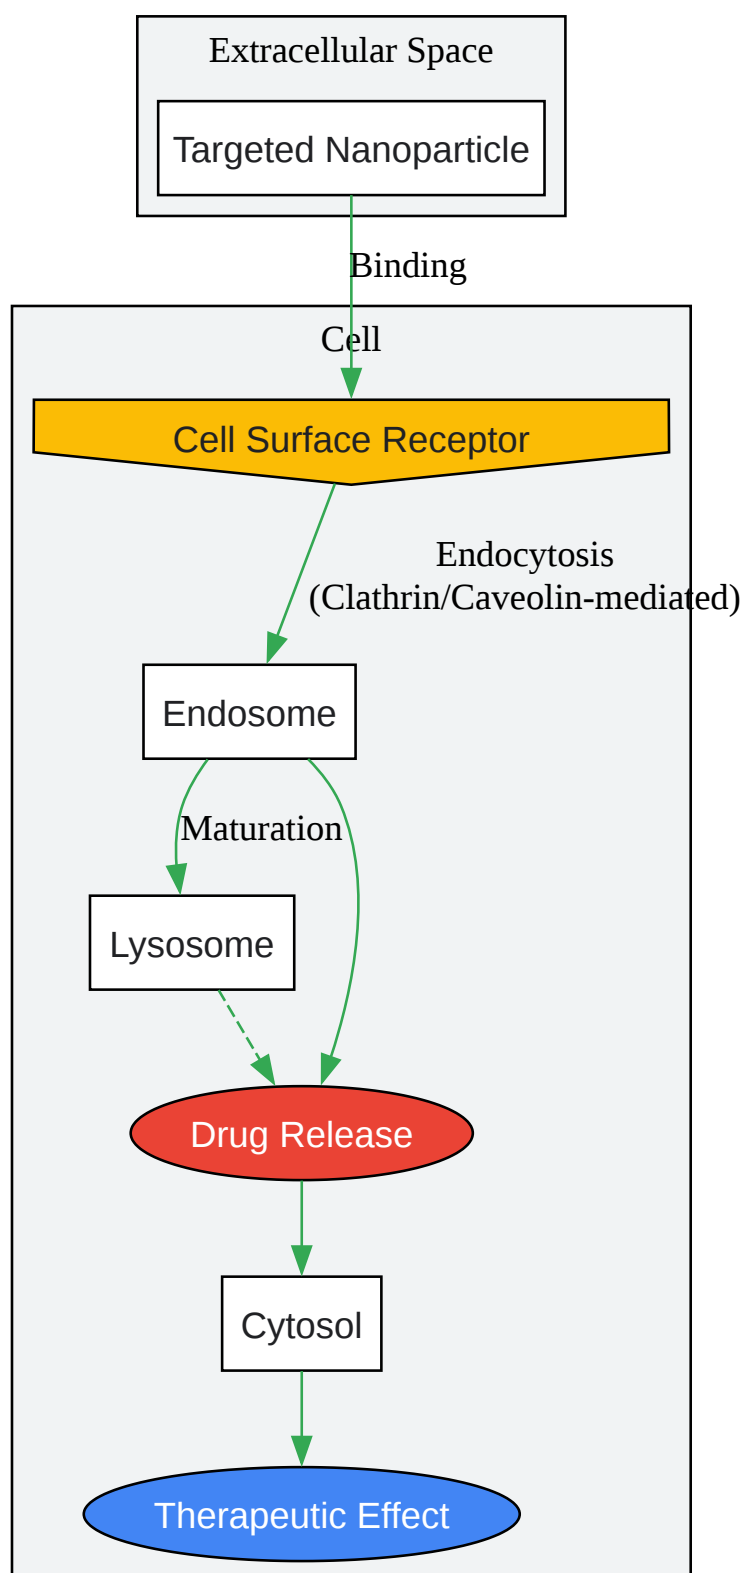 Extracellular Space
Targeted Nanoparticle
Binding
Cell
Cell Surface Receptor
Endocytosis
(Clathrin/Caveolin-mediated)
Endosome
Maturation
Lysosome
Drug Release
Cytosol
Therapeutic Effect